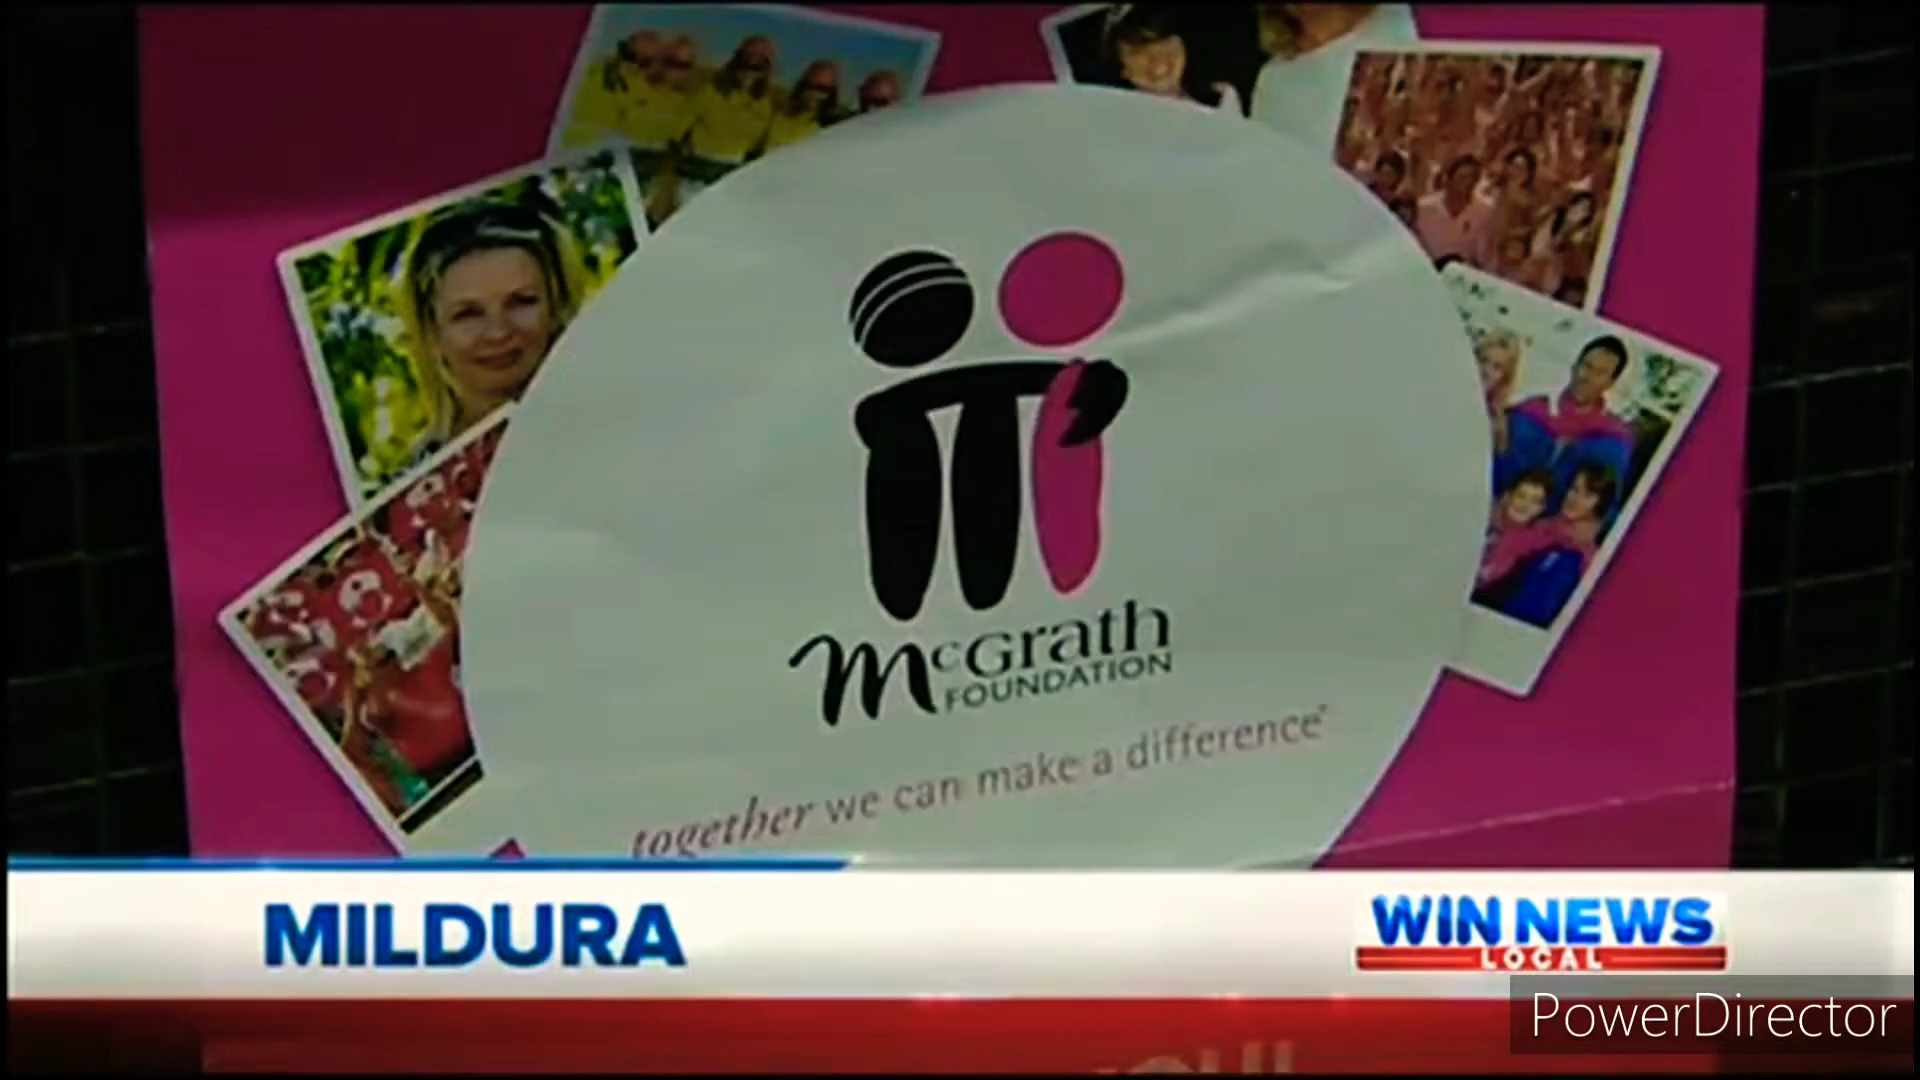 McGrath
FOUNDATION
together we can make a difference
MILDURA
WIN NEWS
LOCAL
PowerDirector